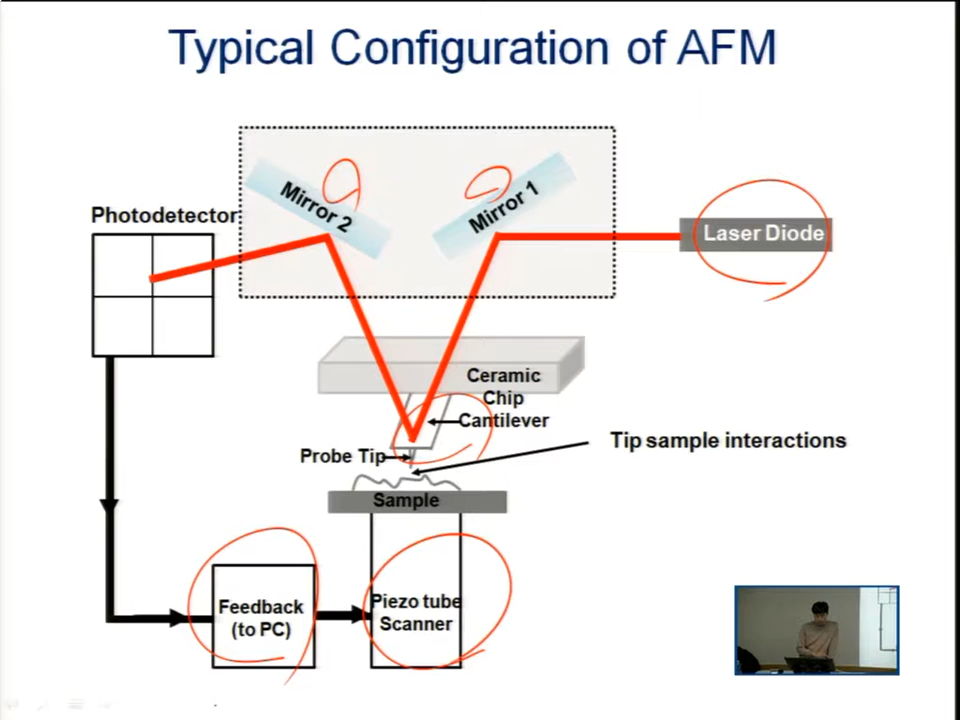 Typical Configuration of AFM
Mirror 2
Mirror 1
Photodetector
Laser Diode
Ceramic
Chip
Cantilever
Tip sample interactions
Probe Tip
Sample
Feedback
(to PC)
Piezo tube
Scanner